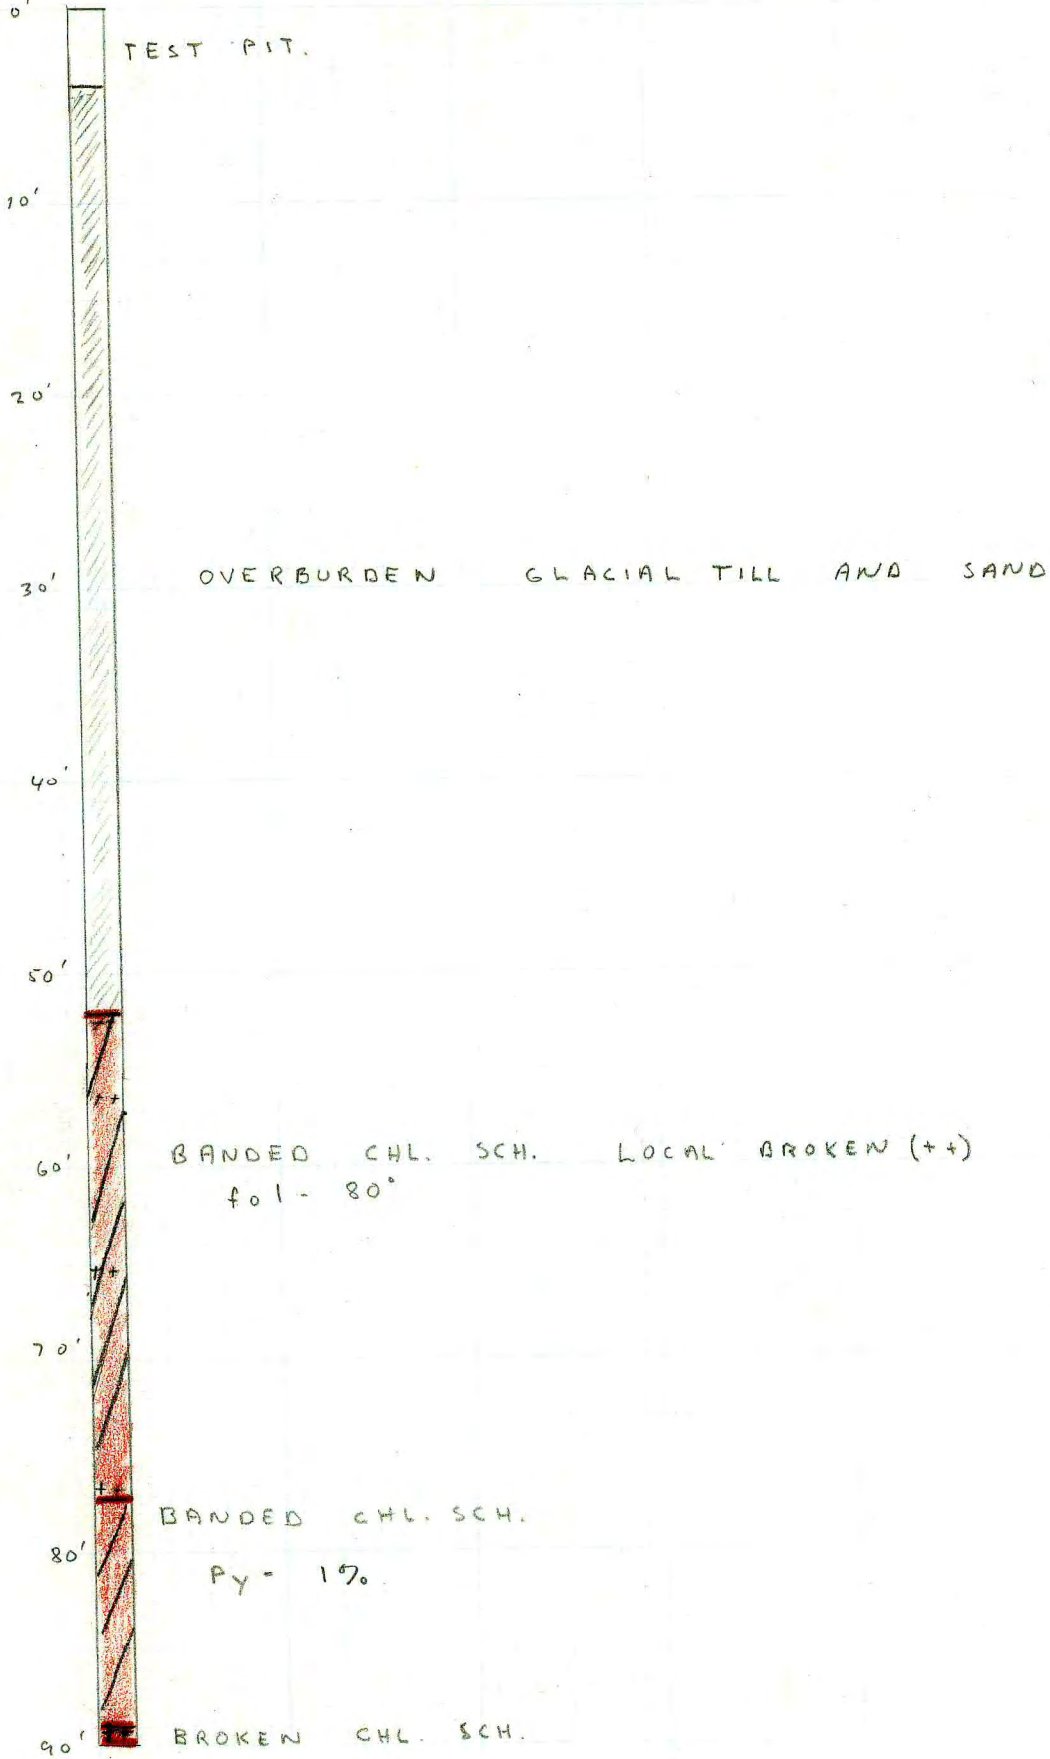 0'
TEST PIT.
10'
20'
30'
OVERBURDEN GLACIAL TILL AND SAND
40'
50'
60'
BANDED CHL. SCH. LOCAL BROKEN (++)
fol - 80°
70'
BANDED CHL. SCH.
80'
Py - 1%
90'
BROKEN CHL. SCH.